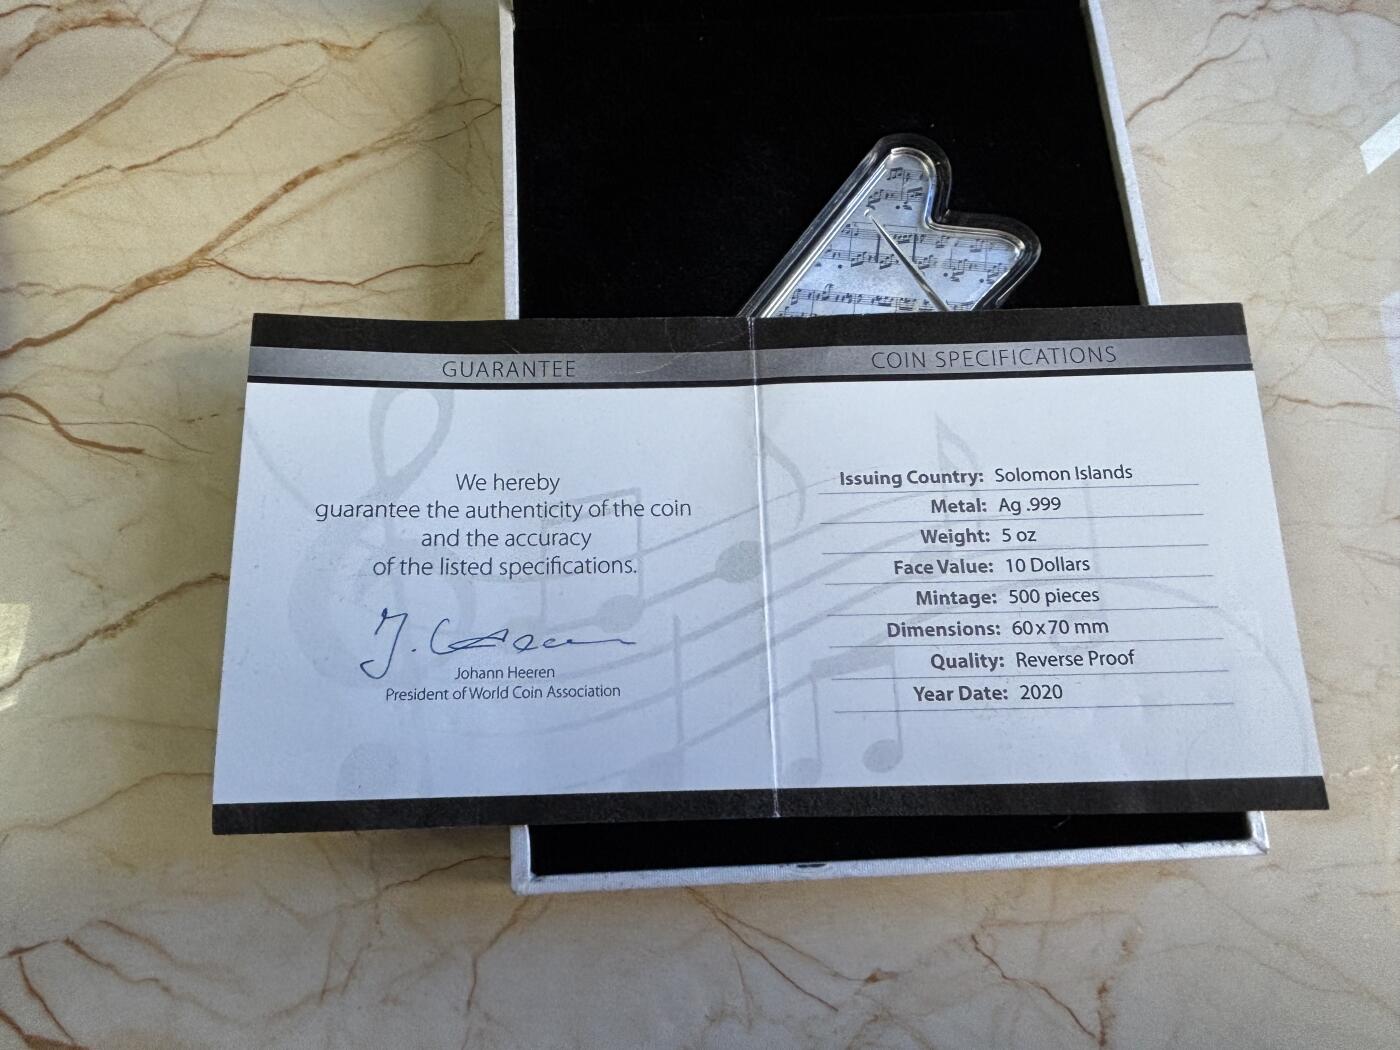 GUARANTEE
We hereby
guarantee the authenticity of the coin
and the accuracy
of the listed specifications.
Johann Heeren
President of World Coin Association
COIN SPECIFICATIONS
Issuing Country: Solomon Islands
Metal: Ag .999
Weight: 5 oz
Face Value: 10 Dollars
Mintage: 500 pieces
Dimensions: 60x70 mm
Quality: Reverse Proof
Year Date: 2020